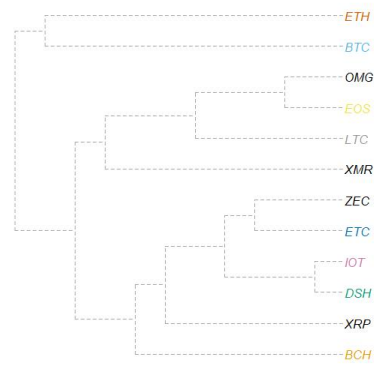 ETH
BTC
OMG
EOS
LTC
XMR
ZEC
ETC
IOT
DSH
XRP
BCH